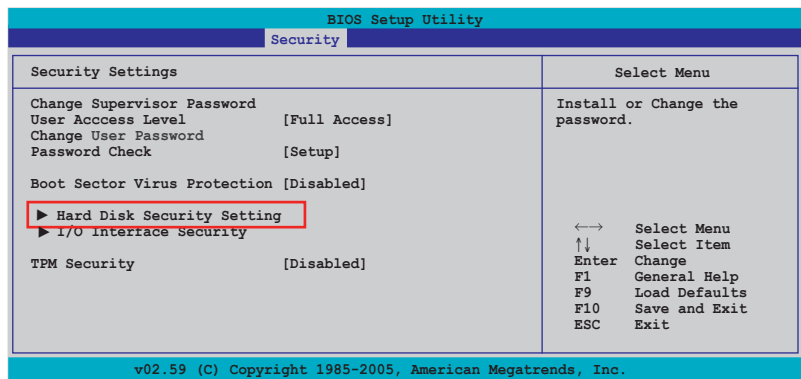 BIOS Setup Utility
Security
Security Settings
Change Supervisor Password
User Acccess Level [Full Access]
Change User Password
Password Check [Setup]
Boot Sector Virus Protection [Disabled]
▶ Hard Disk Security Setting
▶ I/O Interface Security
TPM Security [Disabled]
Select Menu
Install or Change the
password.
←→ Select Menu
↑↓ Select Item
Enter Change
F1 General Help
F9 Load Defaults
F10 Save and Exit
ESC Exit
v02.59 (C) Copyright 1985-2005, American Megatrends, Inc.